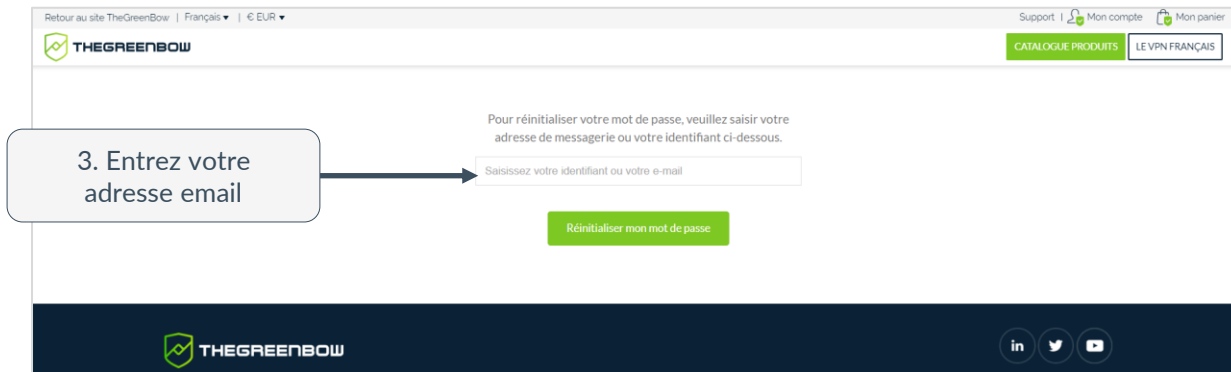 Retour au site TheGreenBow | Français ▾ | € EUR ▾
Support | Mon compte Mon panier
THEGREENBOW
CATALOGUE PRODUITS
LE VPN FRANÇAIS
Pour réinitialiser votre mot de passe, veuillez saisir votre
adresse de messagerie ou votre identifiant ci-dessous.
3. Entrez votre
adresse email
Saisissez votre identifiant ou votre e-mail
Réinitialiser mon mot de passe
THEGREENBOW
in